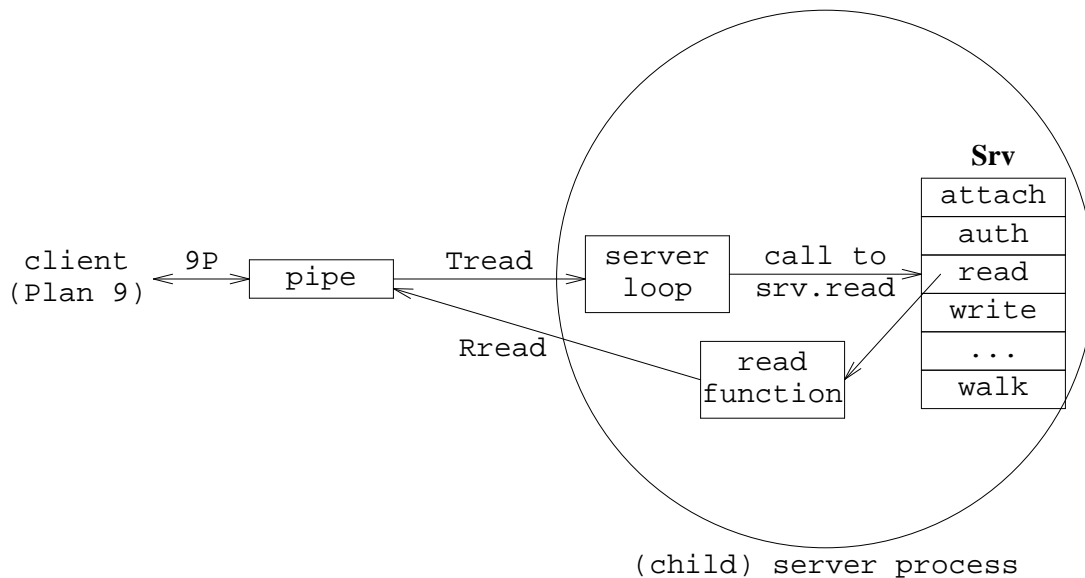 Srv
attach
auth
read
write
...
walk
client
(Plan 9)
9P
pipe
Tread
server
loop
call to
srv.read
Rread
read
function
(child) server process